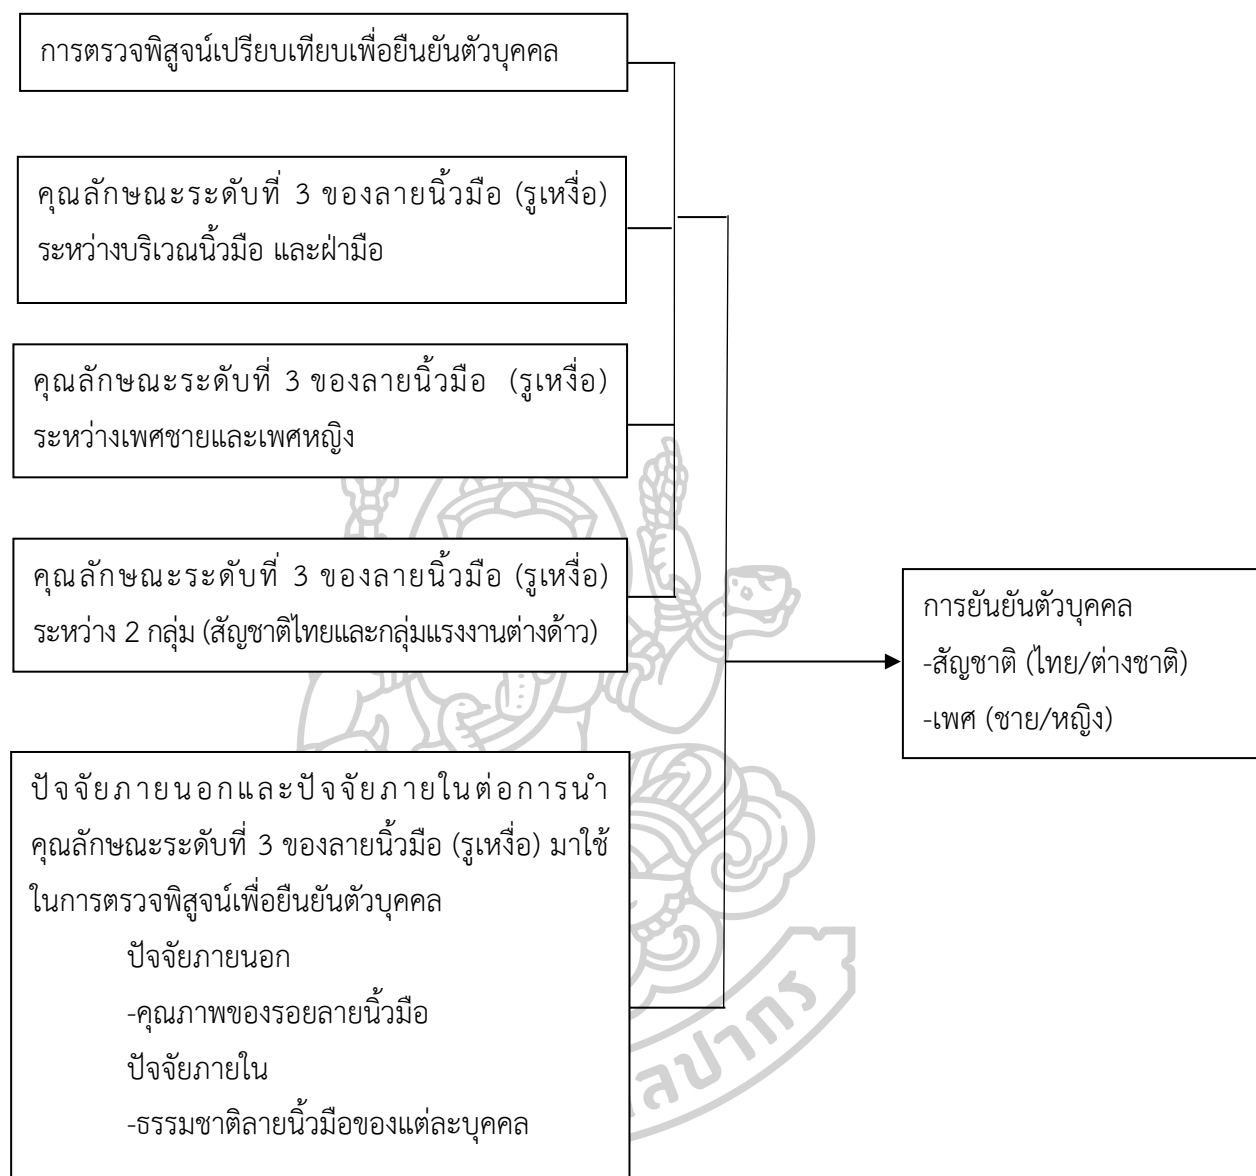 การตรวจพิสูจน์เปรียบเทียบเพื่อยืนยันตัวบุคคล
คุณลักษณะระดับที่ 3 ของลายนิ้วมือ (รูเหงื่อ)
ระหว่างบริเวณนิ้วมือ และฝ่ามือ
คุณลักษณะระดับที่ 3 ของลายนิ้วมือ (รูเหงื่อ)
ระหว่างเพศชายและเพศหญิง
คุณลักษณะระดับที่ 3 ของลายนิ้วมือ (รูเหงื่อ)
ระหว่าง 2 กลุ่ม (สัญชาติไทยและกลุ่มแรงงานต่างด้าว)
การยันยันตัวบุคคล
-สัญชาติ (ไทย/ต่างชาติ)
-เพศ (ชาย/หญิง)
ปัจจัยภายนอกและปัจจัยภายในต่อการนำ
คุณลักษณะระดับที่ 3 ของลายนิ้วมือ (รูเหงื่อ) มาใช้
ในการตรวจพิสูจน์เพื่อยืนยันตัวบุคคล
ปัจจัยภายนอก
-คุณภาพของรอยลายนิ้วมือ
ปัจจัยภายใน
-ธรรมชาติลายนิ้วมือของแต่ละบุคคล
ลปากร